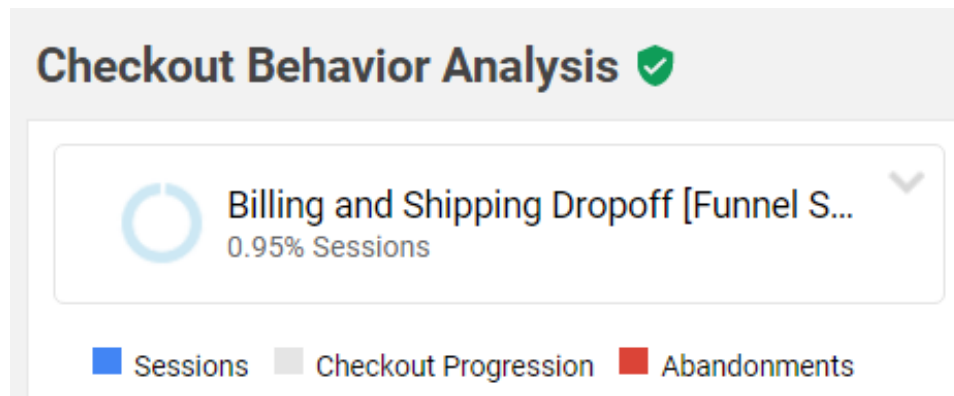 Checkout Behavior Analysis
Billing and Shipping Dropoff [Funnel S...
0.95% Sessions
Sessions Checkout Progression Abandonments